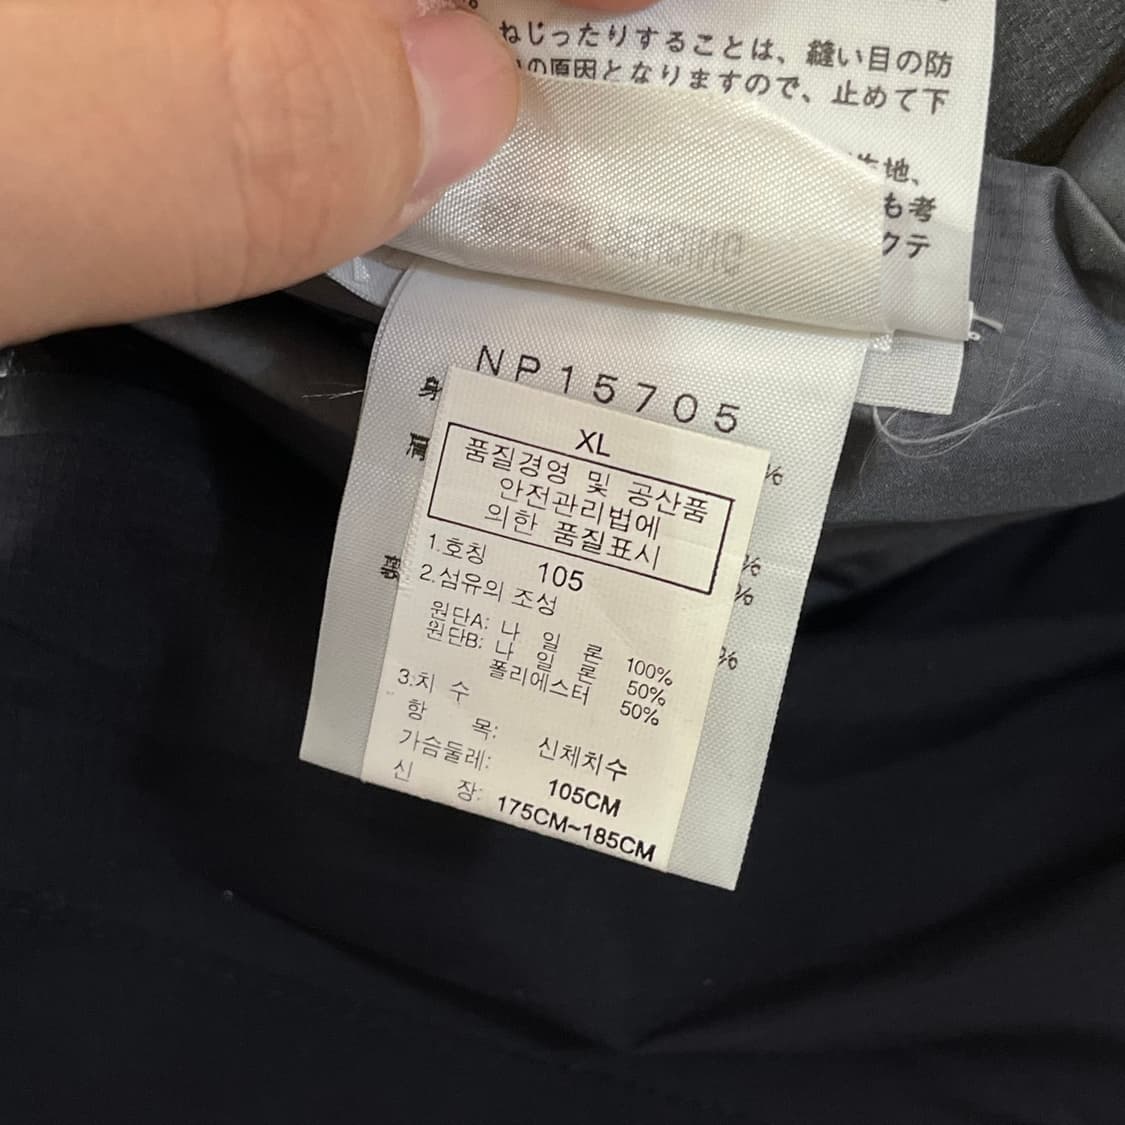 ねじったりすることは、縫い目の防
の原因となりますので、止めて下
地、
も考
クテ
NP15705
身
肩
%
%
%
%
XL
품질경영 및 공산품
안전관리법에
의한 품질표시
1.호칭 105
2.섬유의 조성
원단A: 나 일 론 100%
원단B: 나 일 론 50%
폴리에스터 50%
3.치 수
항 목: 신체치수
가슴둘레: 105CM
신 장: 175CM~185CM